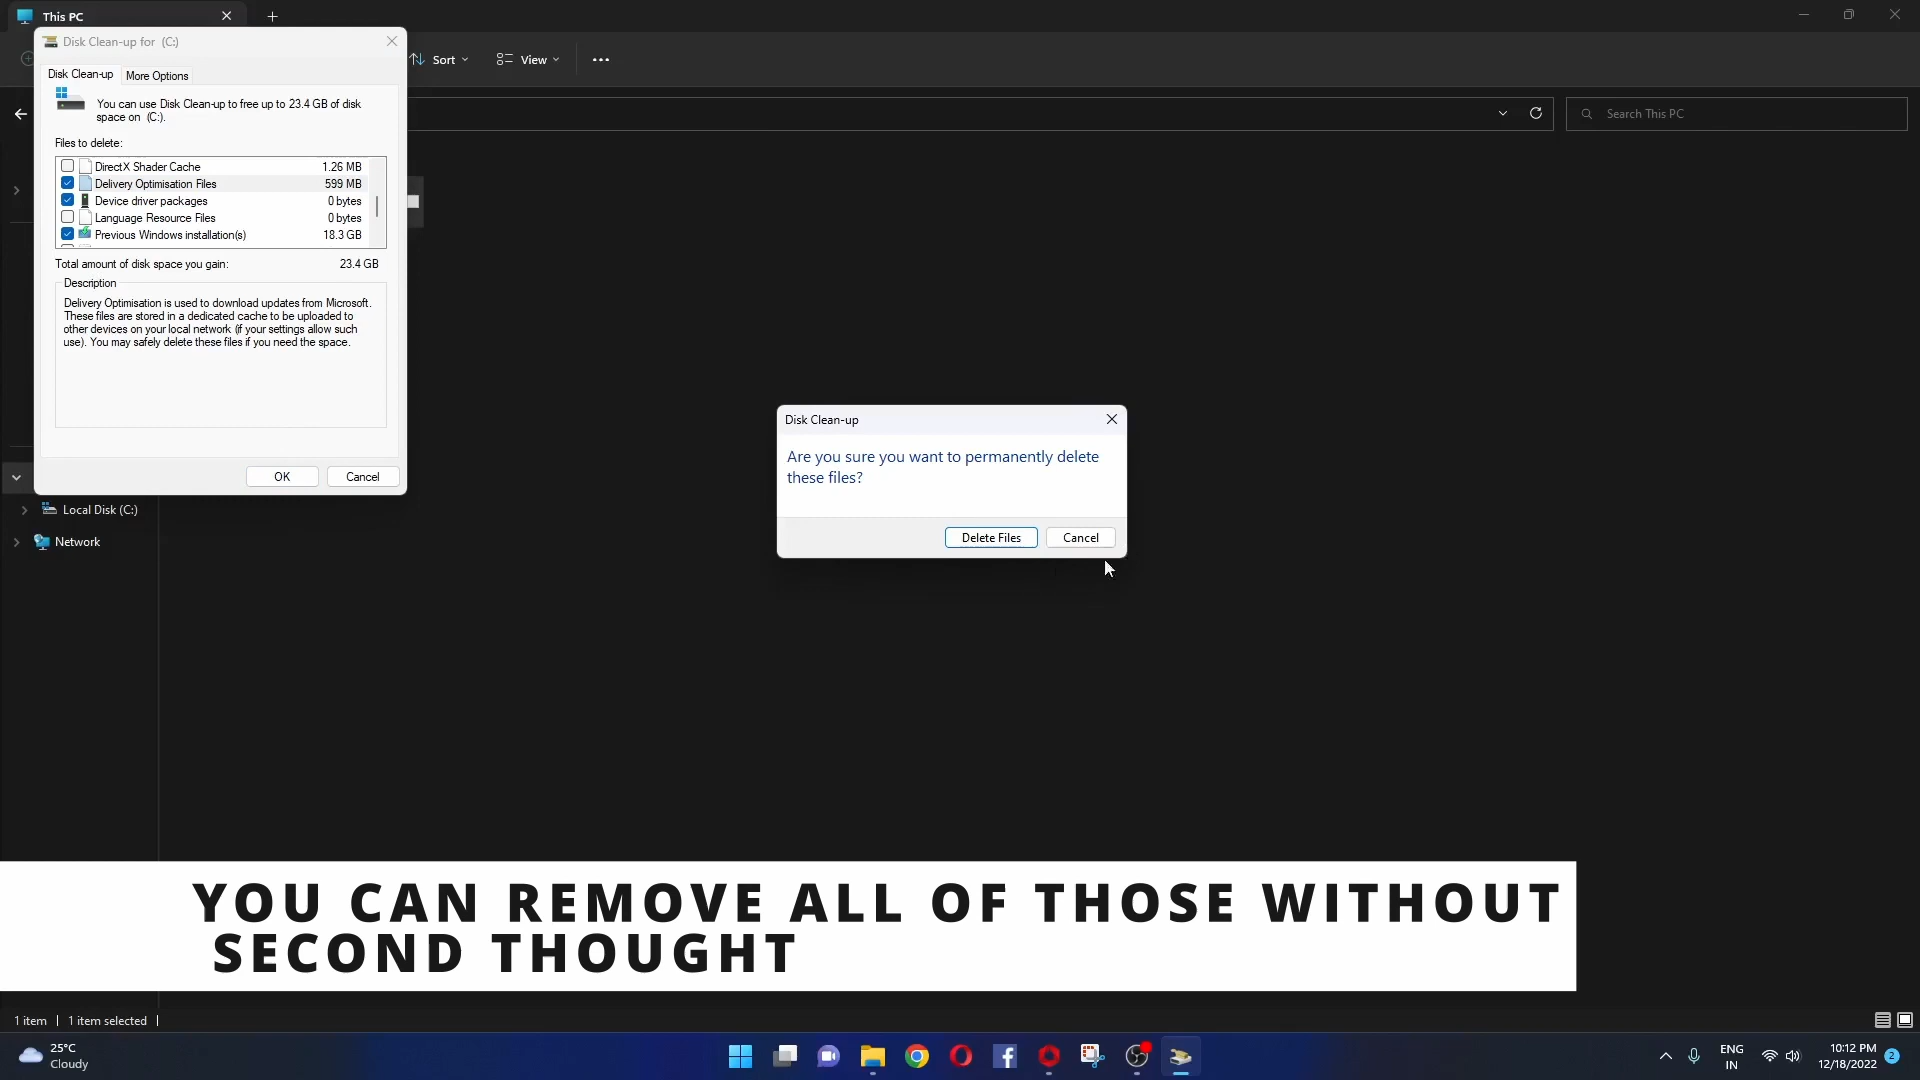 This PC
Disk Clean-up for (C:)
Sort
View
Disk Clean-up
More Options
You can use Disk Clean-up to free up to 23.4 GB of disk
space on (C:).
Search This PC
Files to delete:
DirectX Shader Cache 1.26 MB
Delivery Optimisation Files 599 MB
Device driver packages 0 bytes
Language Resource Files 0 bytes
Previous Windows installation(s) 18.3 GB
Total amount of disk space you gain: 23.4 GB
Description
Delivery Optimisation is used to download updates from Microsoft.
These files are stored in a dedicated cache to be uploaded to
other devices on your local network (if your settings allow such
use). You may safely delete these files if you need the space.
OK
Cancel
Local Disk (C:)
Network
Disk Clean-up
Are you sure you want to permanently delete
these files?
Delete Files
Cancel
YOU CAN REMOVE ALL OF THOSE WITHOUT
SECOND THOUGHT
1 item
1 item selected
25°C
Cloudy
ENG
IN
10:12 PM
12/18/2022
2